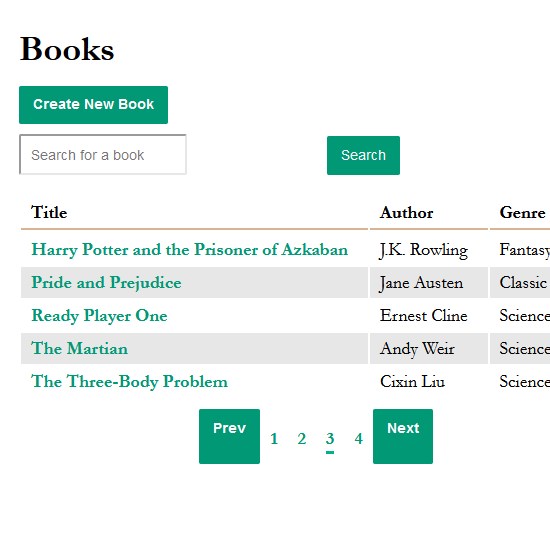 Books
Create New Book
Search for a book Search
Title Author Genre
Harry Potter and the Prisoner of Azkaban J.K. Rowling Fantasy
Pride and Prejudice Jane Austen Classic
Ready Player One Ernest Cline Science
The Martian Andy Weir Science
The Three-Body Problem Cixin Liu Science
Prev 1 2 3 4 Next